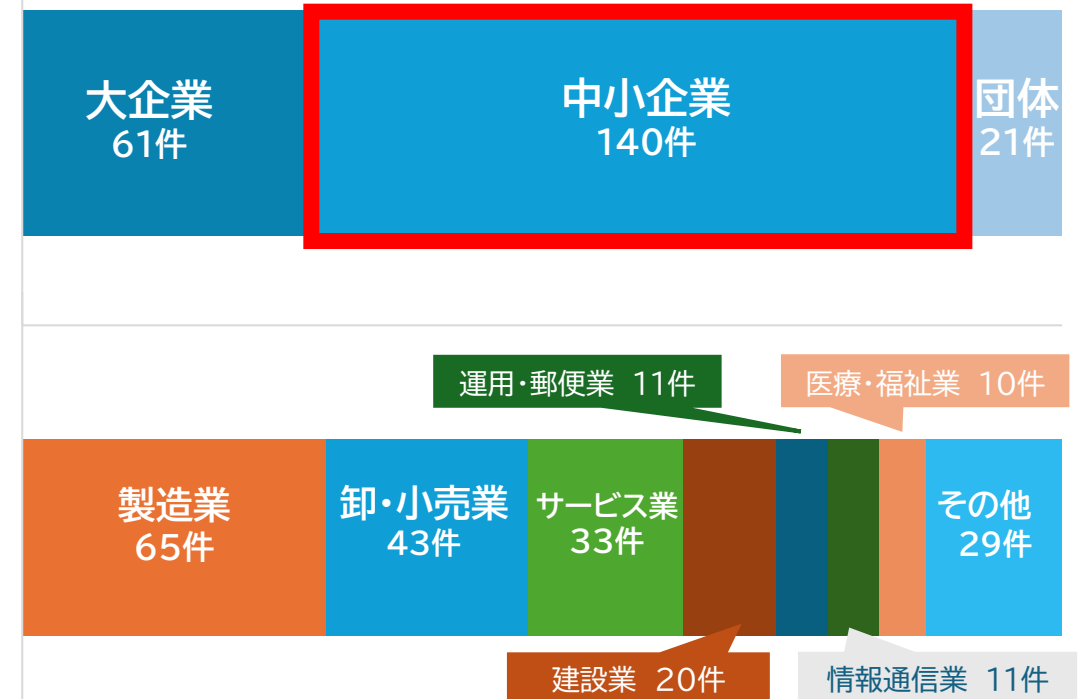 大企業
61件
中小企業
140件
団体
21件
運用・郵便業 11件
医療・福祉業 10件
製造業
65件
卸・小売業
43件
サービス業
33件
その他
29件
建設業 20件
情報通信業 11件